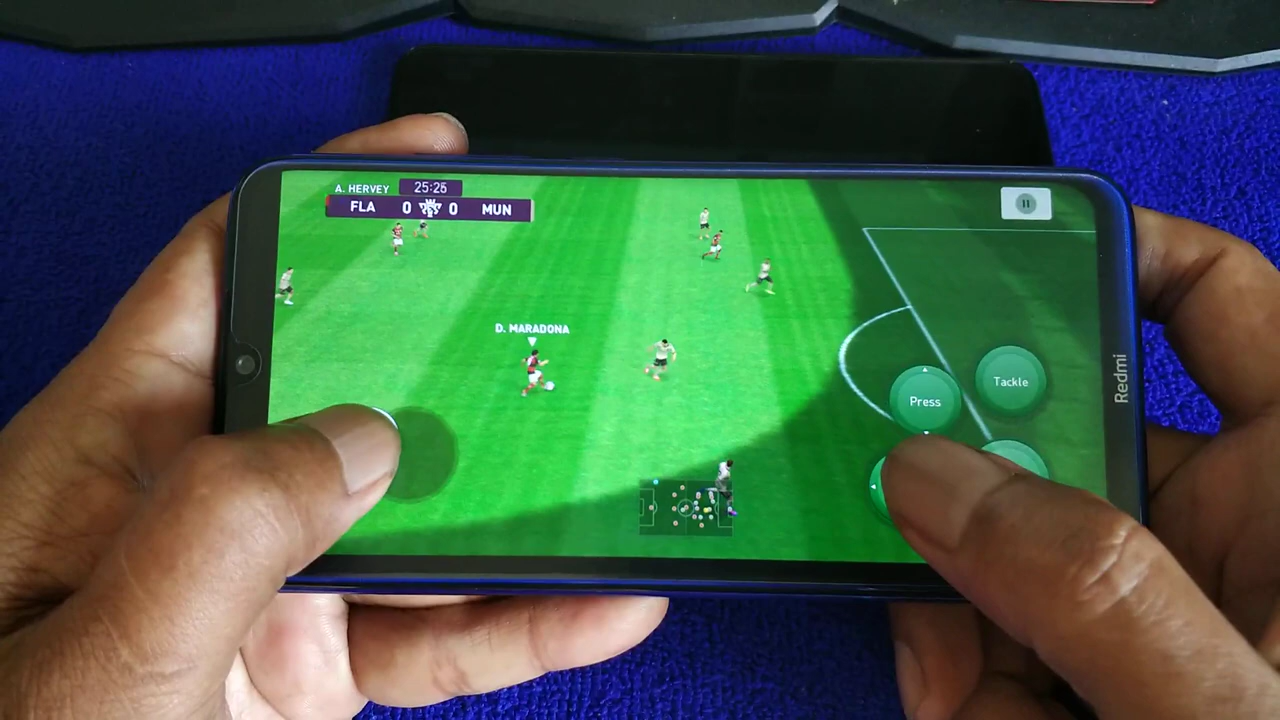 A. HERVEY 25:25
FLA 0 0 MUN
D. MARADONA
Tackle
Press
Redmi